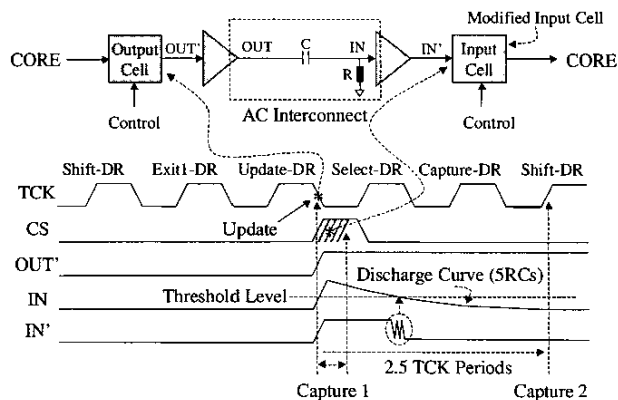 Modified Input Cell
CORE
Output Cell
OUT'
OUT
C
R
IN
IN'
Input Cell
CORE
Control
AC Interconnect
Control
Shift-DR
Exit1-DR
Update-DR
Select-DR
Capture-DR
Shift-DR
TCK
Update
CS
OUT'
Discharge Curve (5RCs)
IN
Threshold Level
IN'
2.5 TCK Periods
Capture 1
Capture 2